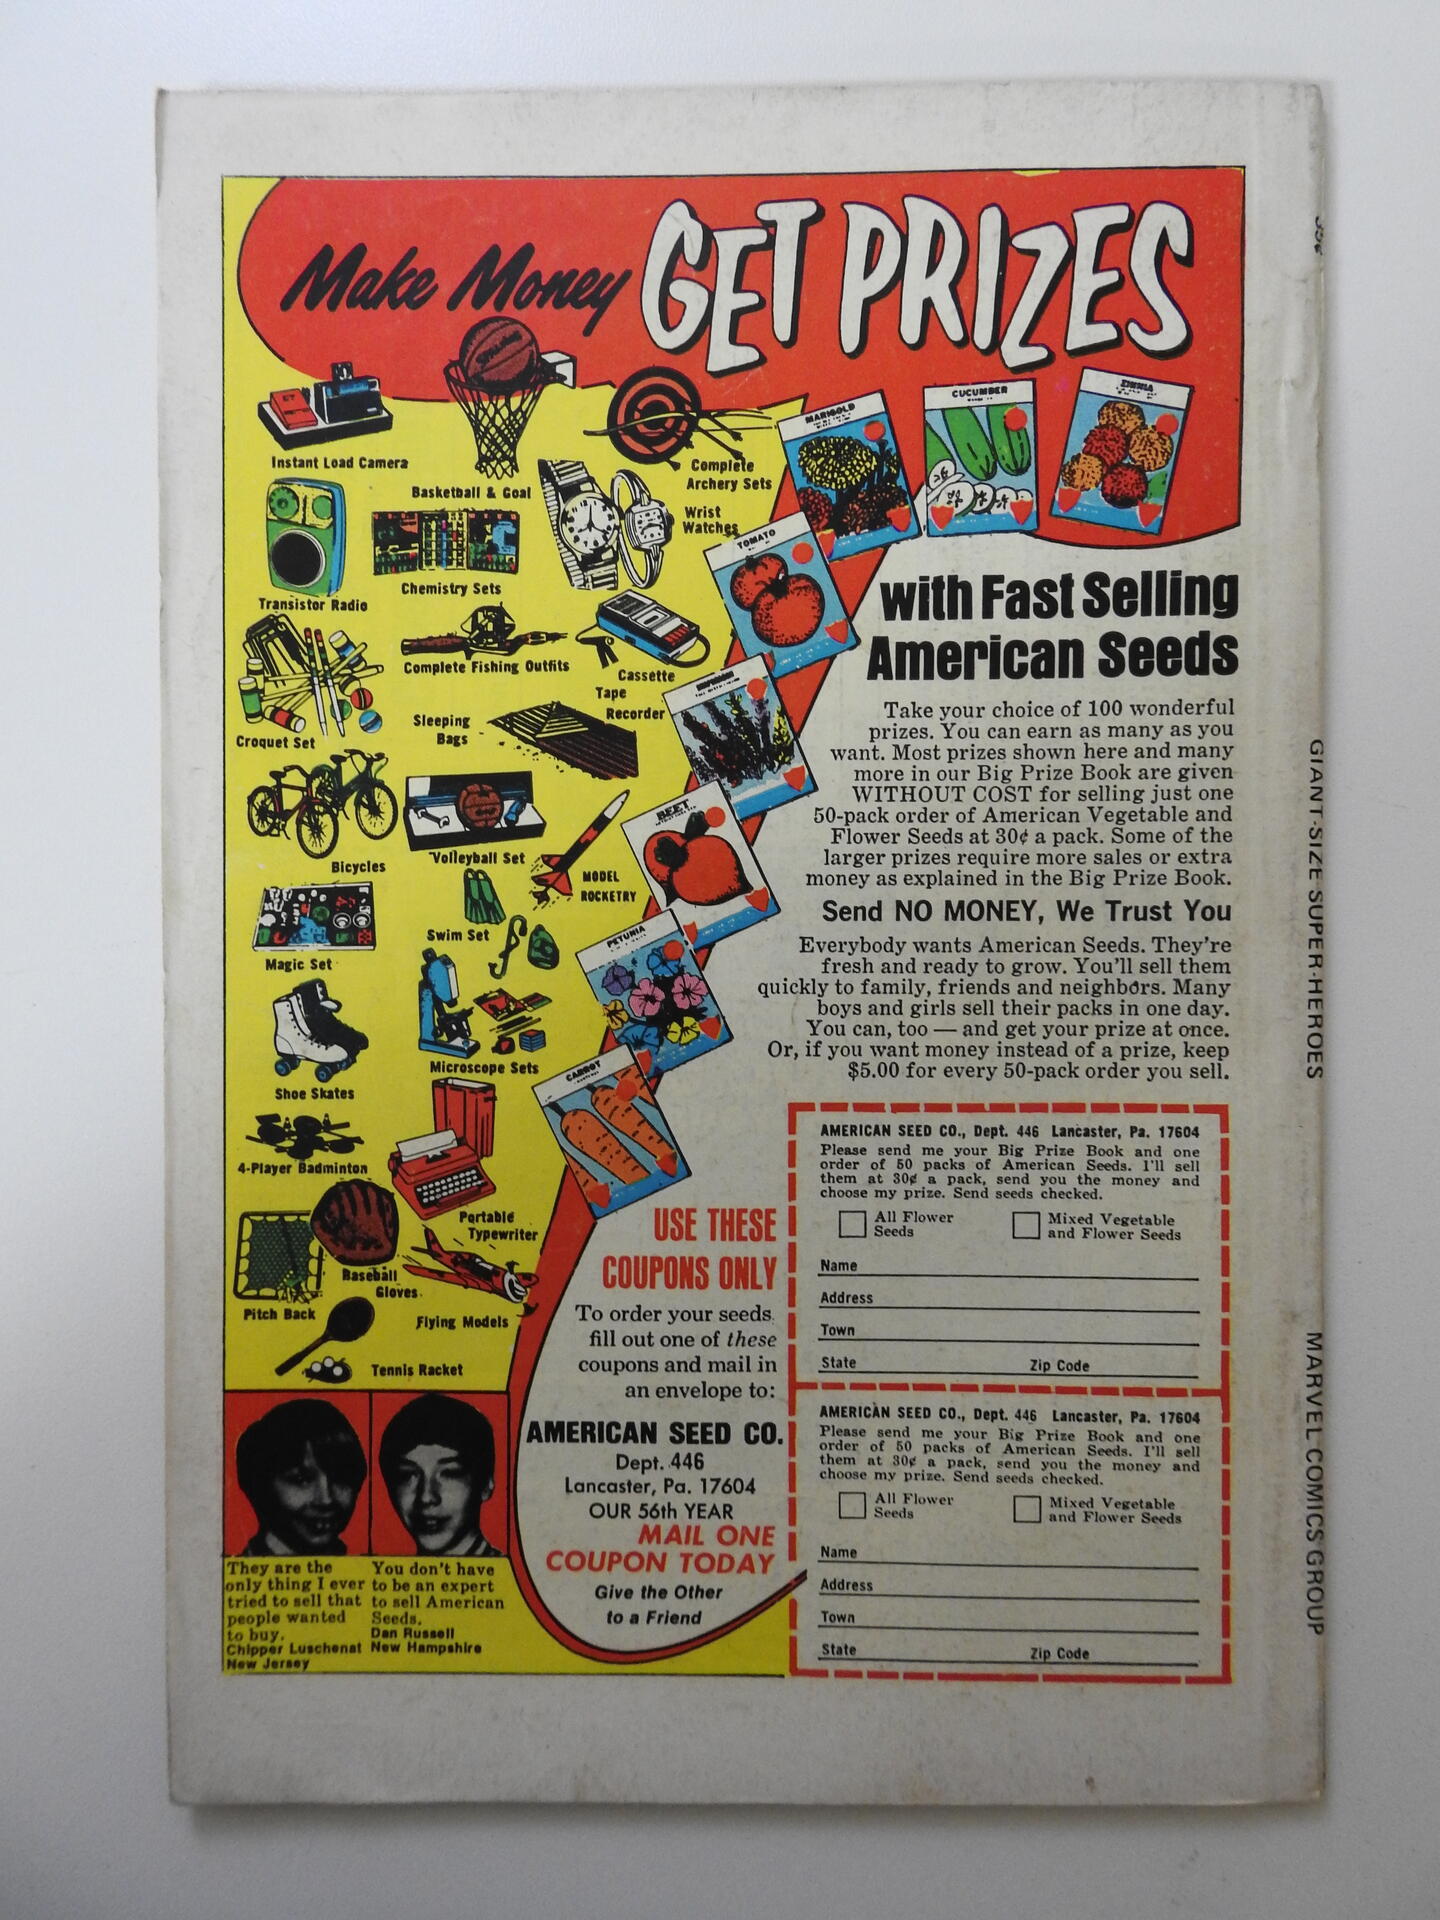 Make Money GET PRIZES
Instant Load Camera
Basketball & Goal
Complete
Archery Sets
Wrist
Watches
Transistor Radio
Chemistry Sets
Complete Fishing Outfits
Cassette
Tape
Recorder
Croquet Set
Sleeping
Bags
Bicycles
Volleyball Set
MODEL
ROCKETRY
Magic Set
Swim Set
Shoe Skates
Microscope Sets
4-Player Badminton
Portable
Typewriter
Baseball
Gloves
Pitch Back
Flying Models
Tennis Racket
MARIGOLD
CUCUMBER
ZINNIA
TOMATO
BEET
PETUNIA
CARROT
with Fast Selling
American Seeds
Take your choice of 100 wonderful
prizes. You can earn as many as you
want. Most prizes shown here and many
more in our Big Prize Book are given
WITHOUT COST for selling just one
50-pack order of American Vegetable and
Flower Seeds at 30¢ a pack. Some of the
larger prizes require more sales or extra
money as explained in the Big Prize Book.
Send NO MONEY, We Trust You
Everybody wants American Seeds. They're
fresh and ready to grow. You'll sell them
quickly to family, friends and neighbors. Many
boys and girls sell their packs in one day.
You can, too — and get your prize at once.
Or, if you want money instead of a prize, keep
$5.00 for every 50-pack order you sell.
USE THESE
COUPONS ONLY
To order your seeds
fill out one of these
coupons and mail in
an envelope to:
AMERICAN SEED CO.
Dept. 446
Lancaster, Pa. 17604
OUR 56th YEAR
MAIL ONE
COUPON TODAY
Give the Other
to a Friend
AMERICAN SEED CO., Dept. 446 Lancaster, Pa. 17604
Please send me your Big Prize Book and one
order of 50 packs of American Seeds. I'll sell
them at 30¢ a pack, send you the money and
choose my prize. Send seeds checked.
All Flower
Seeds
Mixed Vegetable
and Flower Seeds
Name
Address
Town
State Zip Code
AMERICAN SEED CO., Dept. 446 Lancaster, Pa. 17604
Please send me your Big Prize Book and one
order of 50 packs of American Seeds. I'll sell
them at 30¢ a pack, send you the money and
choose my prize. Send seeds checked.
All Flower
Seeds
Mixed Vegetable
and Flower Seeds
Name
Address
Town
State Zip Code
They are the
only thing I ever
tried to sell that
people wanted
to buy.
Chipper Luschenat
New Jersey
You don't have
to be an expert
to sell American
Seeds.
Dan Russell
New Hampshire
GIANT-SIZE SUPER-HEROES
MARVEL COMICS GROUP